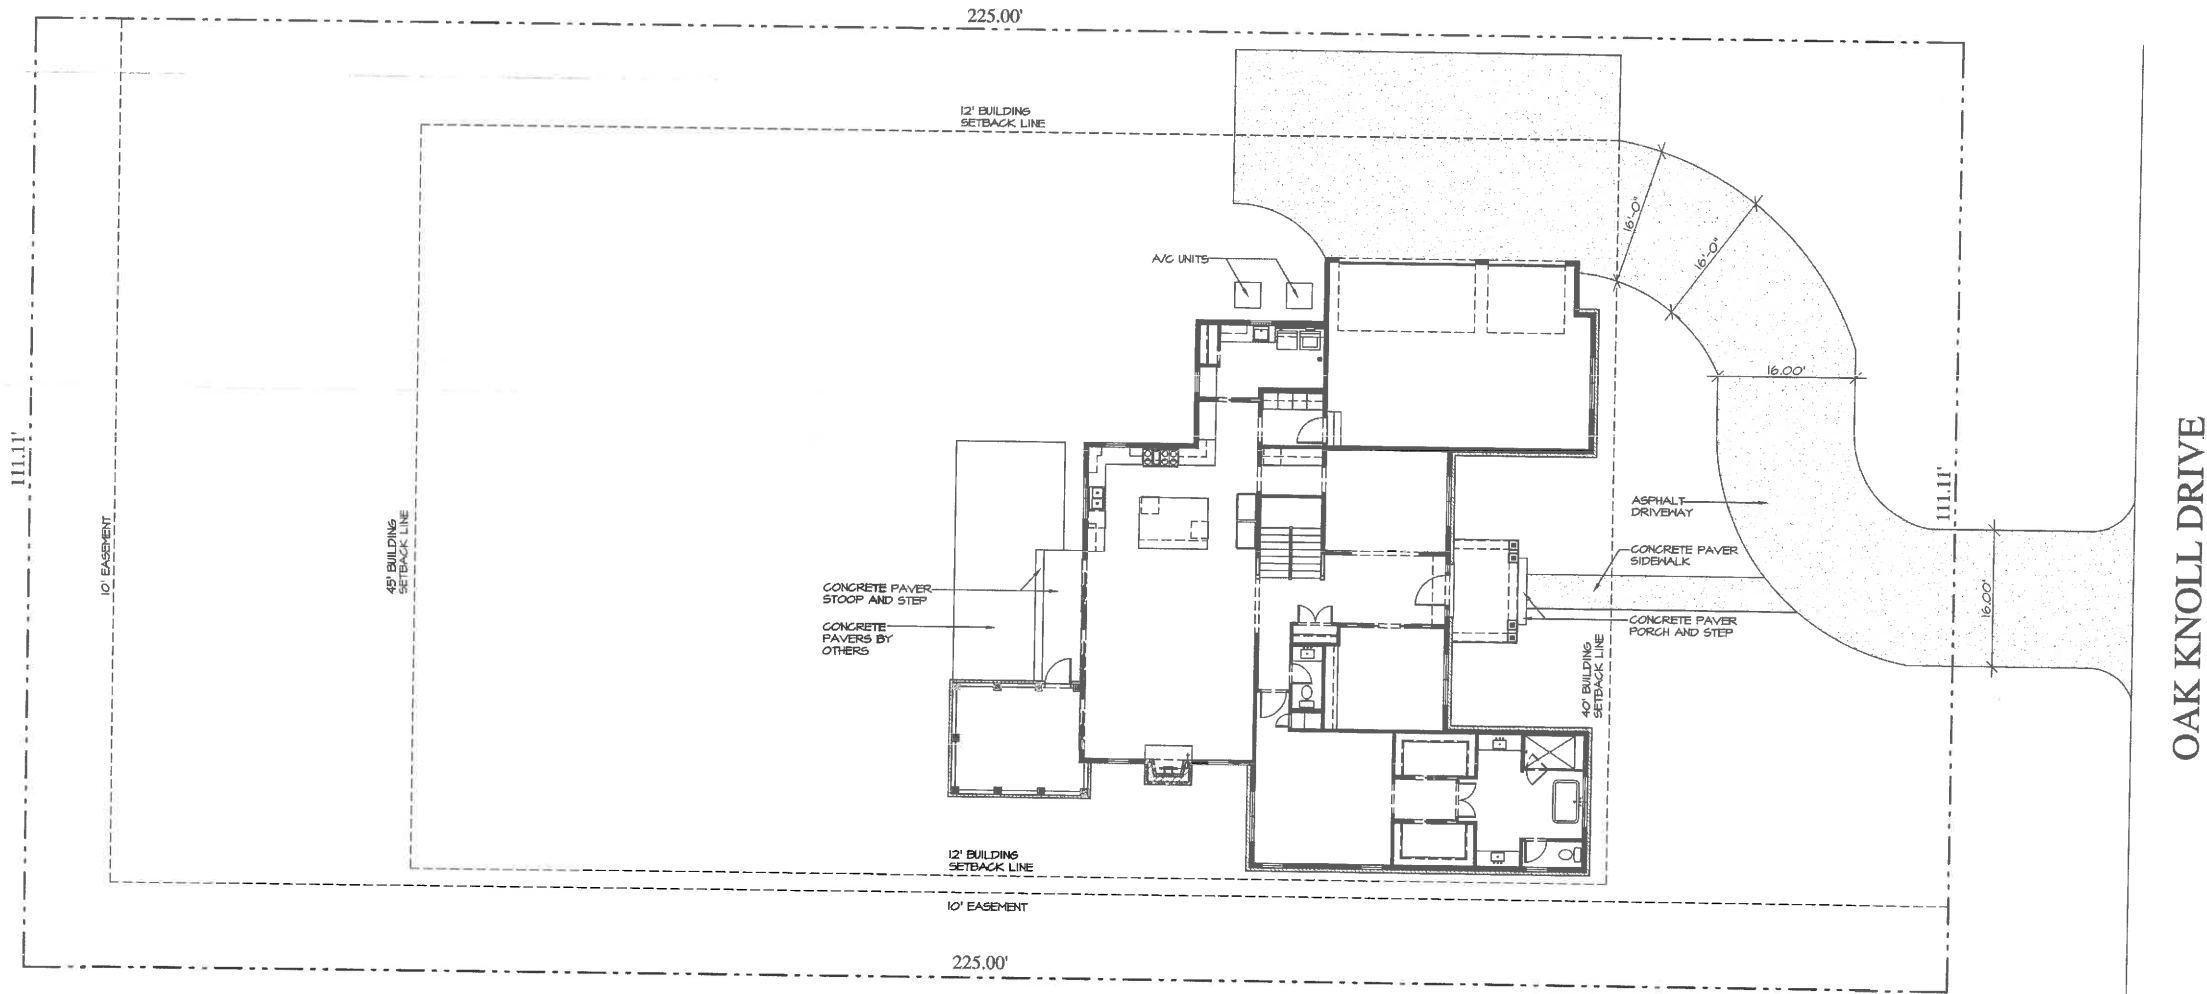 225.00'
12' BUILDING
SETBACK LINE
16'-0"
16'-0"
A/C UNITS
16.00'
111.11'
10' EASEMENT
45' BUILDING
SETBACK LINE
ASPHALT
DRIVEWAY
111.11'
OAK KNOLL DRIVE
CONCRETE PAVER
SIDEWALK
CONCRETE PAVER
STOOP AND STEP
16.00'
CONCRETE
PAVERS BY
OTHERS
CONCRETE PAVER
PORCH AND STEP
40' BUILDING
SETBACK LINE
12' BUILDING
SETBACK LINE
10' EASEMENT
225.00'